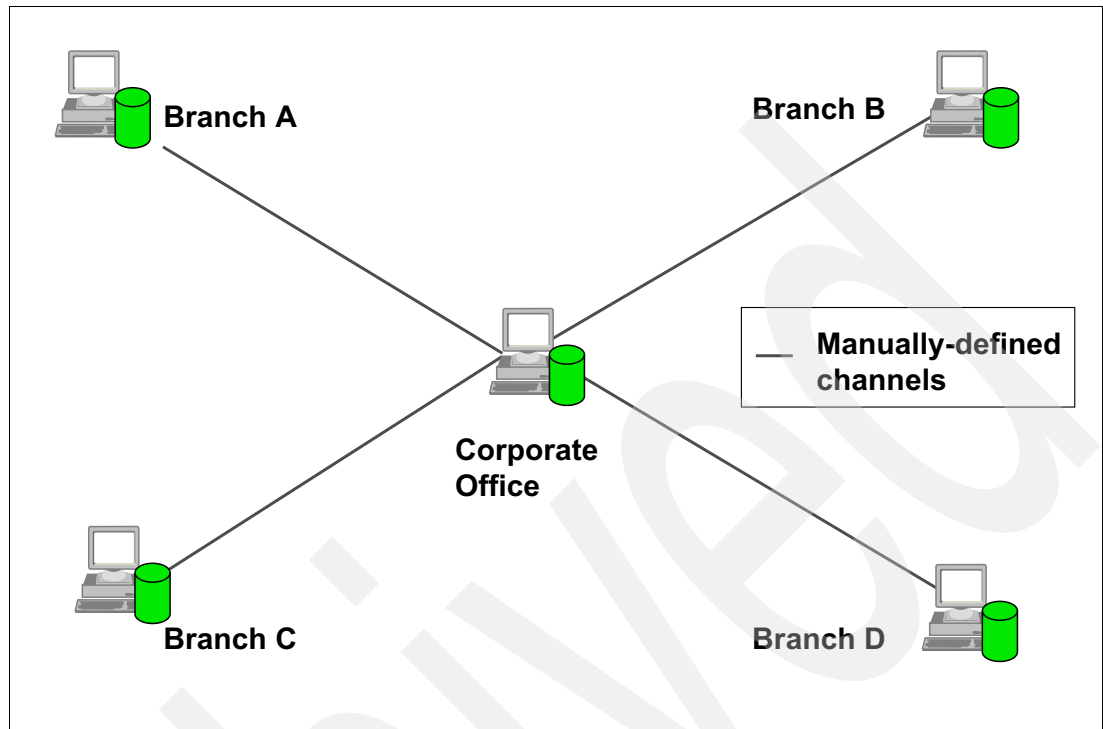 Branch A
Branch B
Manually-defined
channels
Corporate
Office
Branch C
Branch D